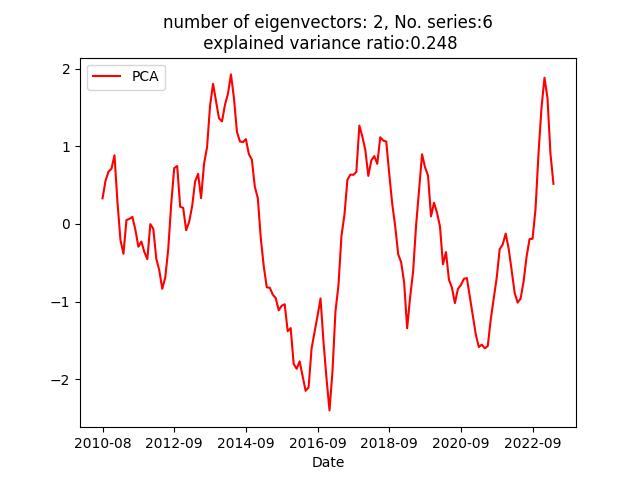 number of eigenvectors: 2, No. series:6
explained variance ratio:0.248
PCA
2
1
0
−1
−2
2010-08 2012-09 2014-09 2016-09 2018-09 2020-09 2022-09
Date